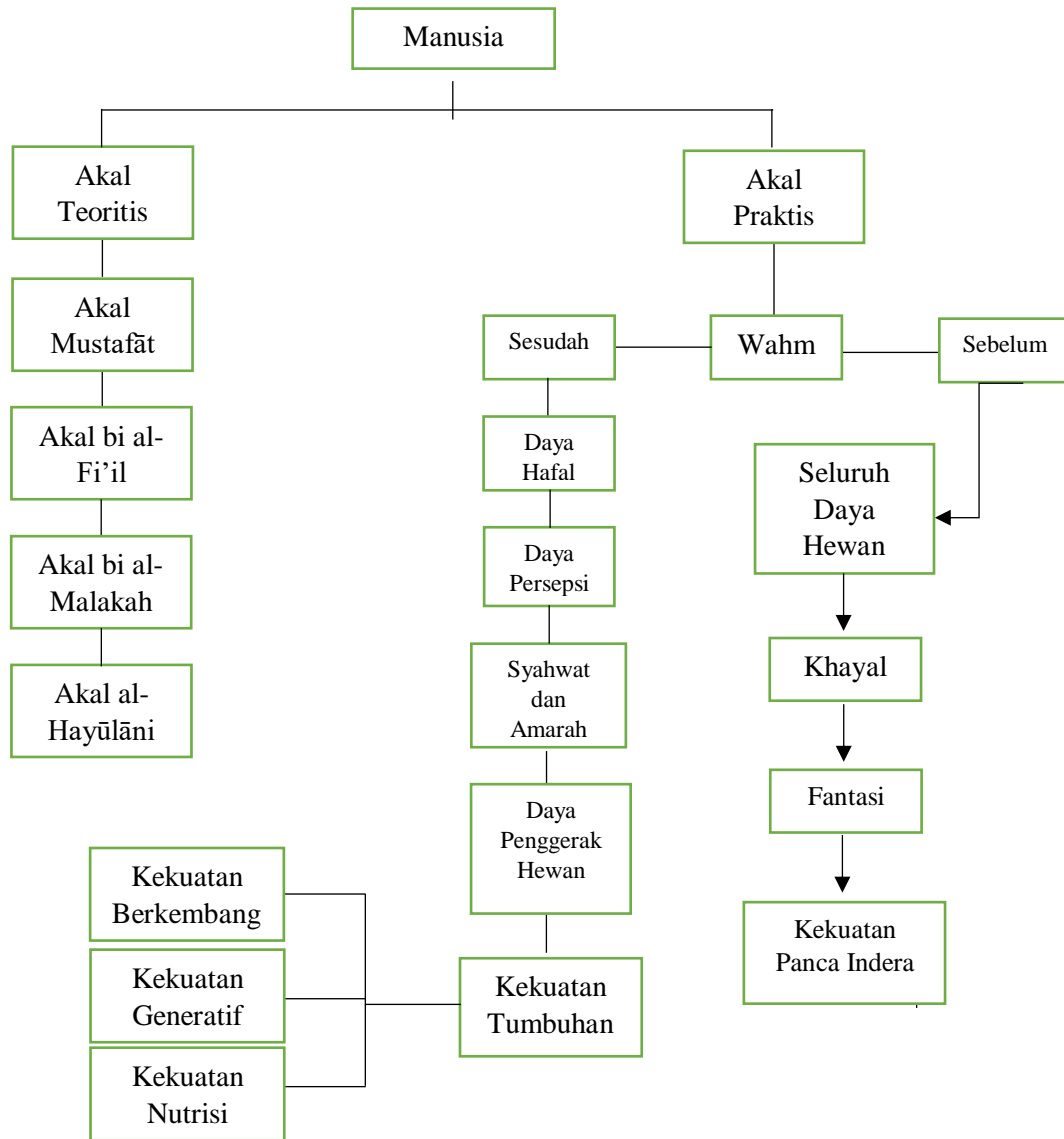 Manusia
Akal
Teoritis
Akal
Mustafāt
Akal bi al-
Fi’il
Akal bi al-
Malakah
Akal al-
Hayūlāni
Akal
Praktis
Wahm
Sesudah
Sebelum
Daya
Hafal
Daya
Persepsi
Syahwat
dan
Amarah
Daya
Penggerak
Hewan
Kekuatan
Tumbuhan
Kekuatan
Berkembang
Kekuatan
Generatif
Kekuatan
Nutrisi
Seluruh
Daya
Hewan
Khayal
Fantasi
Kekuatan
Panca Indera